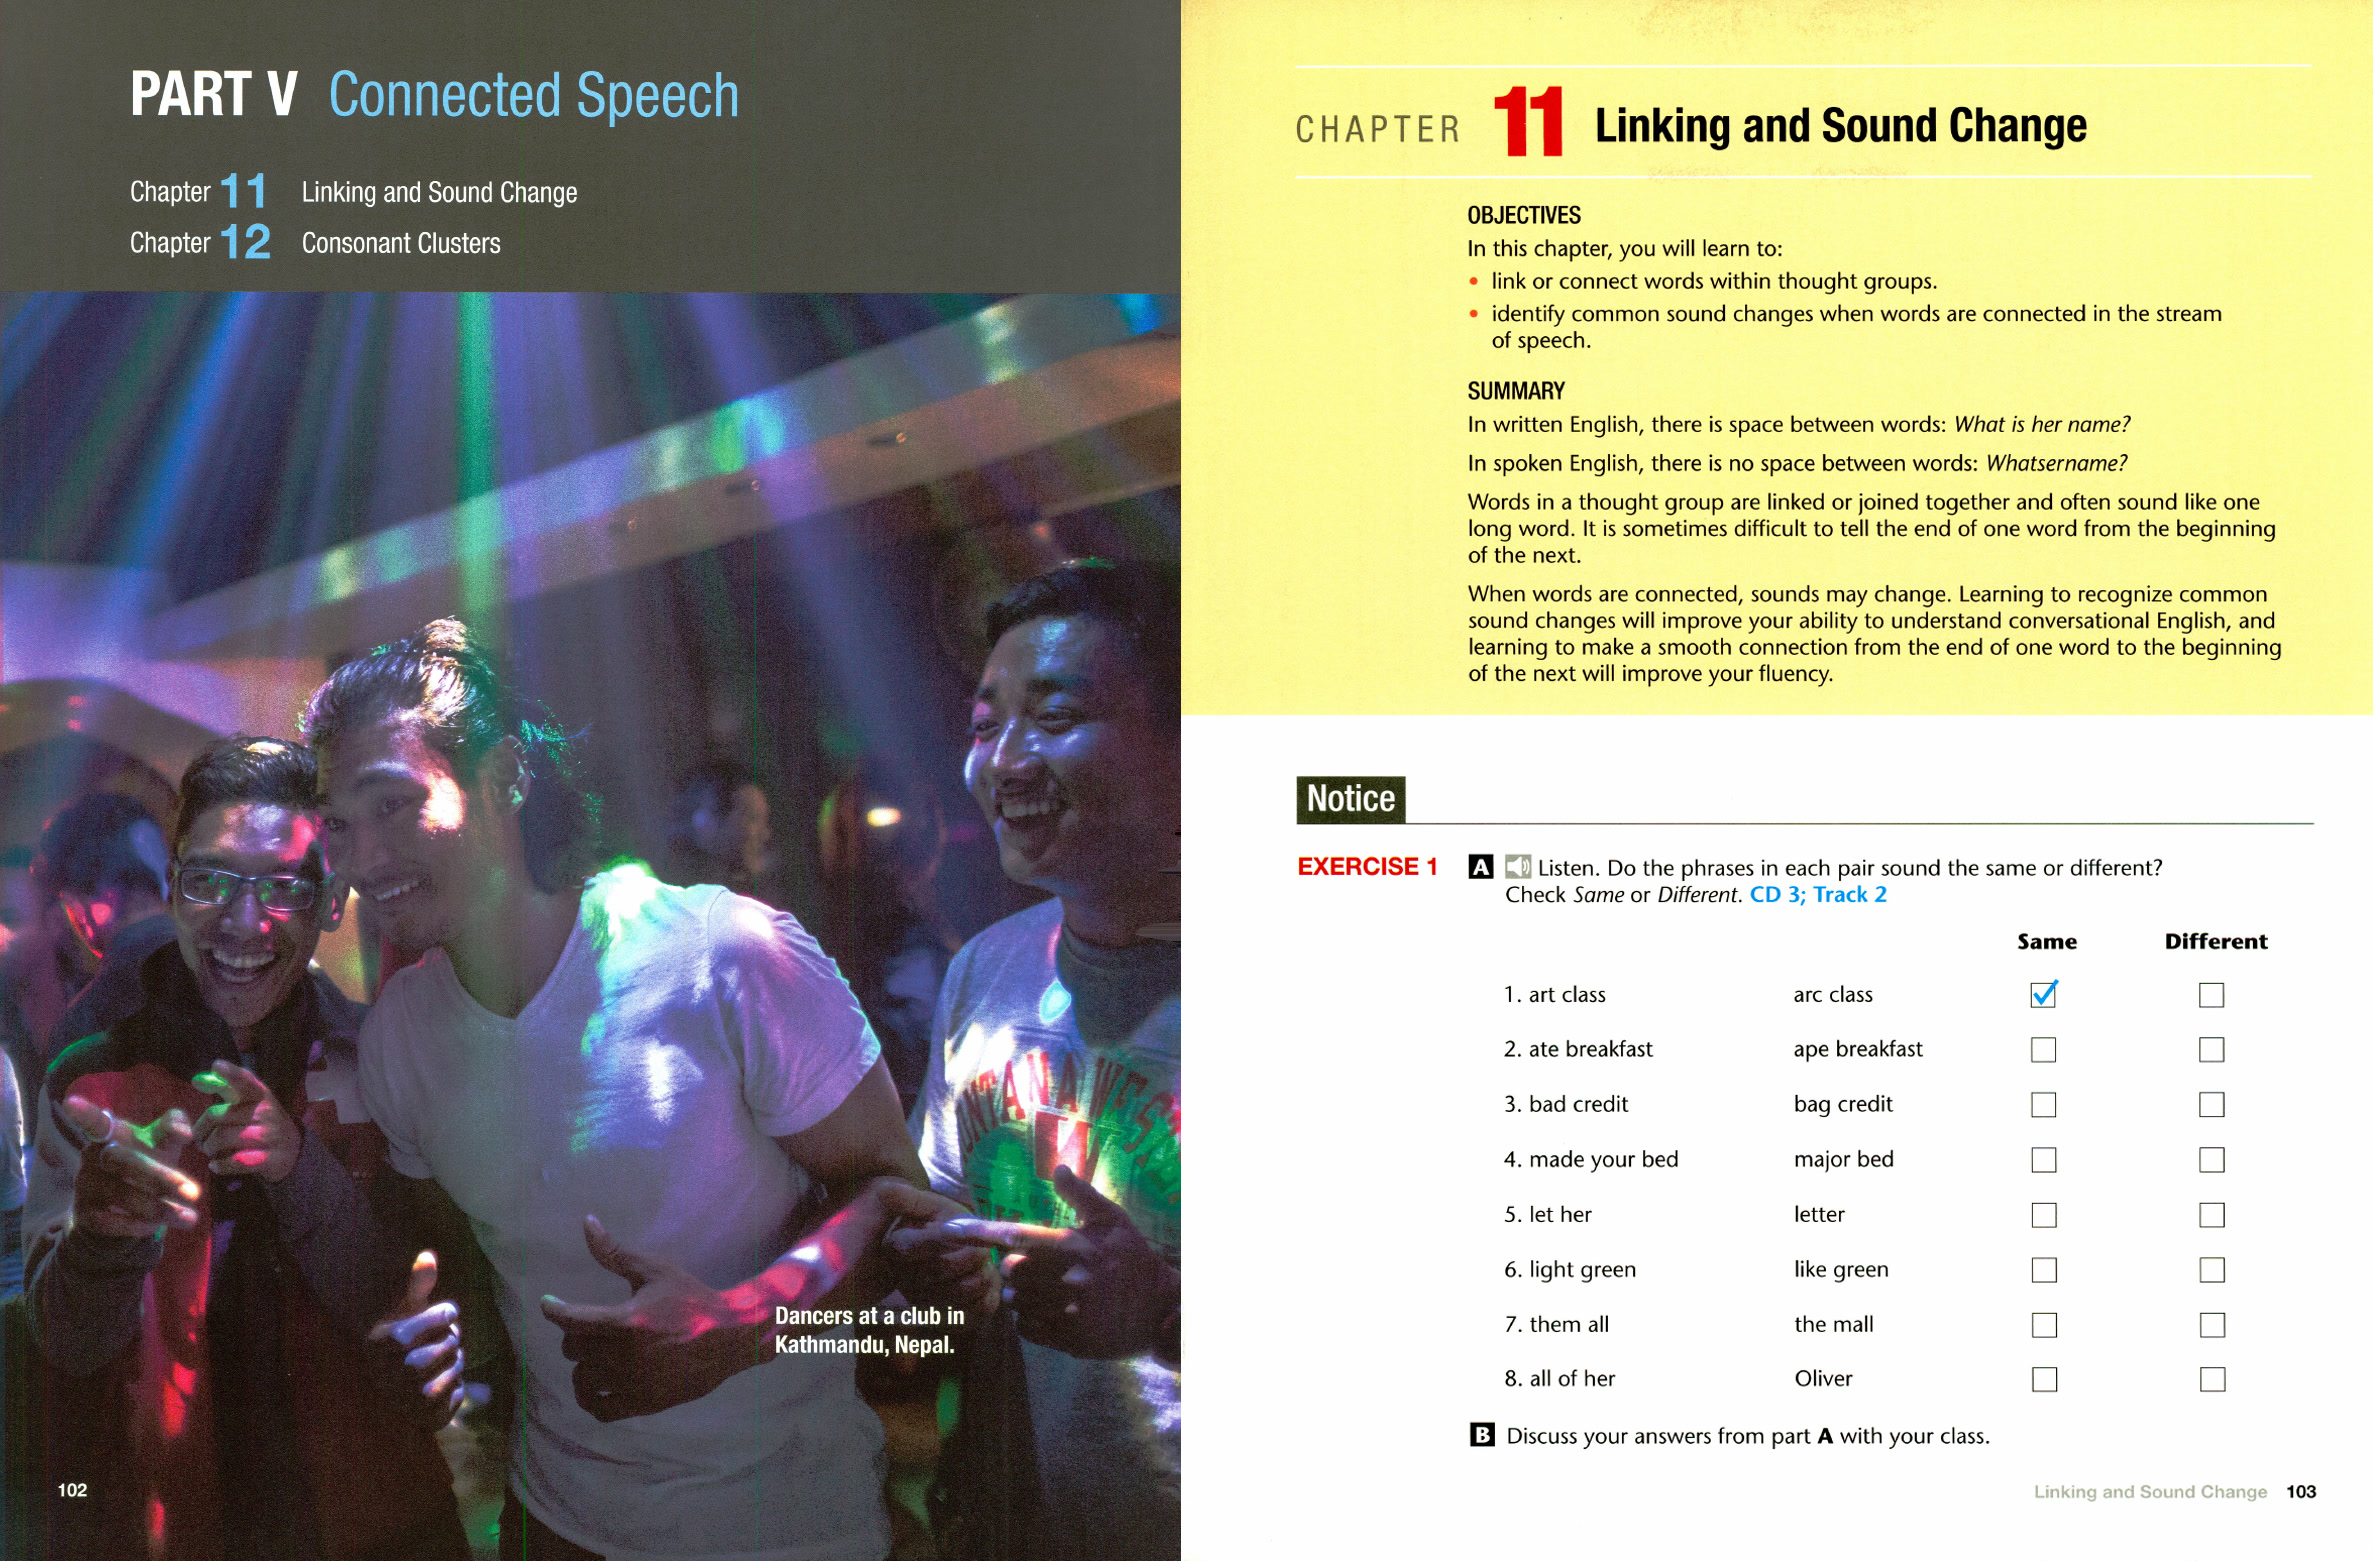 PART V Connected Speech
Chapter 11 Linking and Sound Change
Chapter 12 Consonant Clusters
Dancers at a club in
Kathmandu, Nepal.
102
CHAPTER 11 Linking and Sound Change
OBJECTIVES
In this chapter, you will learn to:
• link or connect words within thought groups.
• identify common sound changes when words are connected in the stream
of speech.
SUMMARY
In written English, there is space between words: What is her name?
In spoken English, there is no space between words: Whatsername?
Words in a thought group are linked or joined together and often sound like one
long word. It is sometimes difficult to tell the end of one word from the beginning
of the next.
When words are connected, sounds may change. Learning to recognize common
sound changes will improve your ability to understand conversational English, and
learning to make a smooth connection from the end of one word to the beginning
of the next will improve your fluency.
Notice
EXERCISE 1 A Listen. Do the phrases in each pair sound the same or different?
Check Same or Different. CD 3; Track 2
Same Different
1. art class arc class
2. ate breakfast ape breakfast
3. bad credit bag credit
4. made your bed major bed
5. let her letter
6. light green like green
7. them all the mall
8. all of her Oliver
B Discuss your answers from part A with your class.
Linking and Sound Change 103